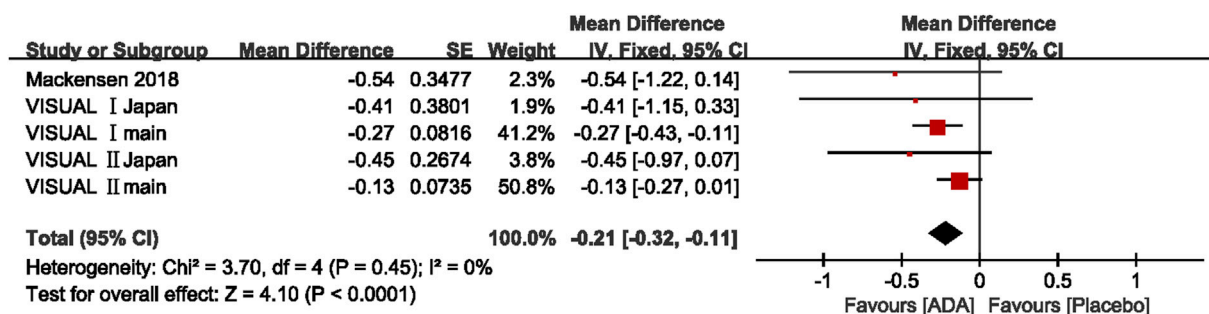 Mean Difference Mean Difference
Study or Subgroup Mean Difference SE Weight IV, Fixed, 95% CI IV, Fixed, 95% CI
Mackensen 2018 -0.54 0.3477 2.3% -0.54 [-1.22, 0.14]
VISUAL Ⅰ Japan -0.41 0.3801 1.9% -0.41 [-1.15, 0.33]
VISUAL Ⅰ main -0.27 0.0816 41.2% -0.27 [-0.43, -0.11]
VISUAL Ⅱ Japan -0.45 0.2674 3.8% -0.45 [-0.97, 0.07]
VISUAL Ⅱ main -0.13 0.0735 50.8% -0.13 [-0.27, 0.01]
Total (95% CI) 100.0% -0.21 [-0.32, -0.11]
Heterogeneity: Chi² = 3.70, df = 4 (P = 0.45); I² = 0%
Test for overall effect: Z = 4.10 (P < 0.0001)
-1 -0.5 0 0.5 1
Favours [ADA] Favours [Placebo]